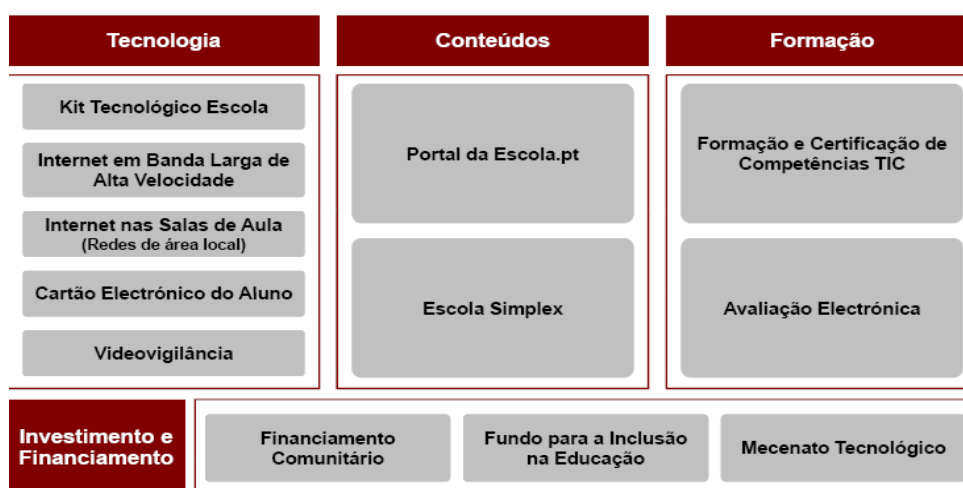 Tecnologia
Kit Tecnológico Escola
Internet em Banda Larga de
Alta Velocidade
Internet nas Salas de Aula
(Redes de área local)
Cartão Electrónico do Aluno
Videovigilância
Conteúdos
Portal da Escola.pt
Escola Simplex
Formação
Formação e Certificação de
Competências TIC
Avaliação Electrónica
Investimento e
Financiamento
Financiamento
Comunitário
Fundo para a Inclusão
na Educação
Mecenato Tecnológico